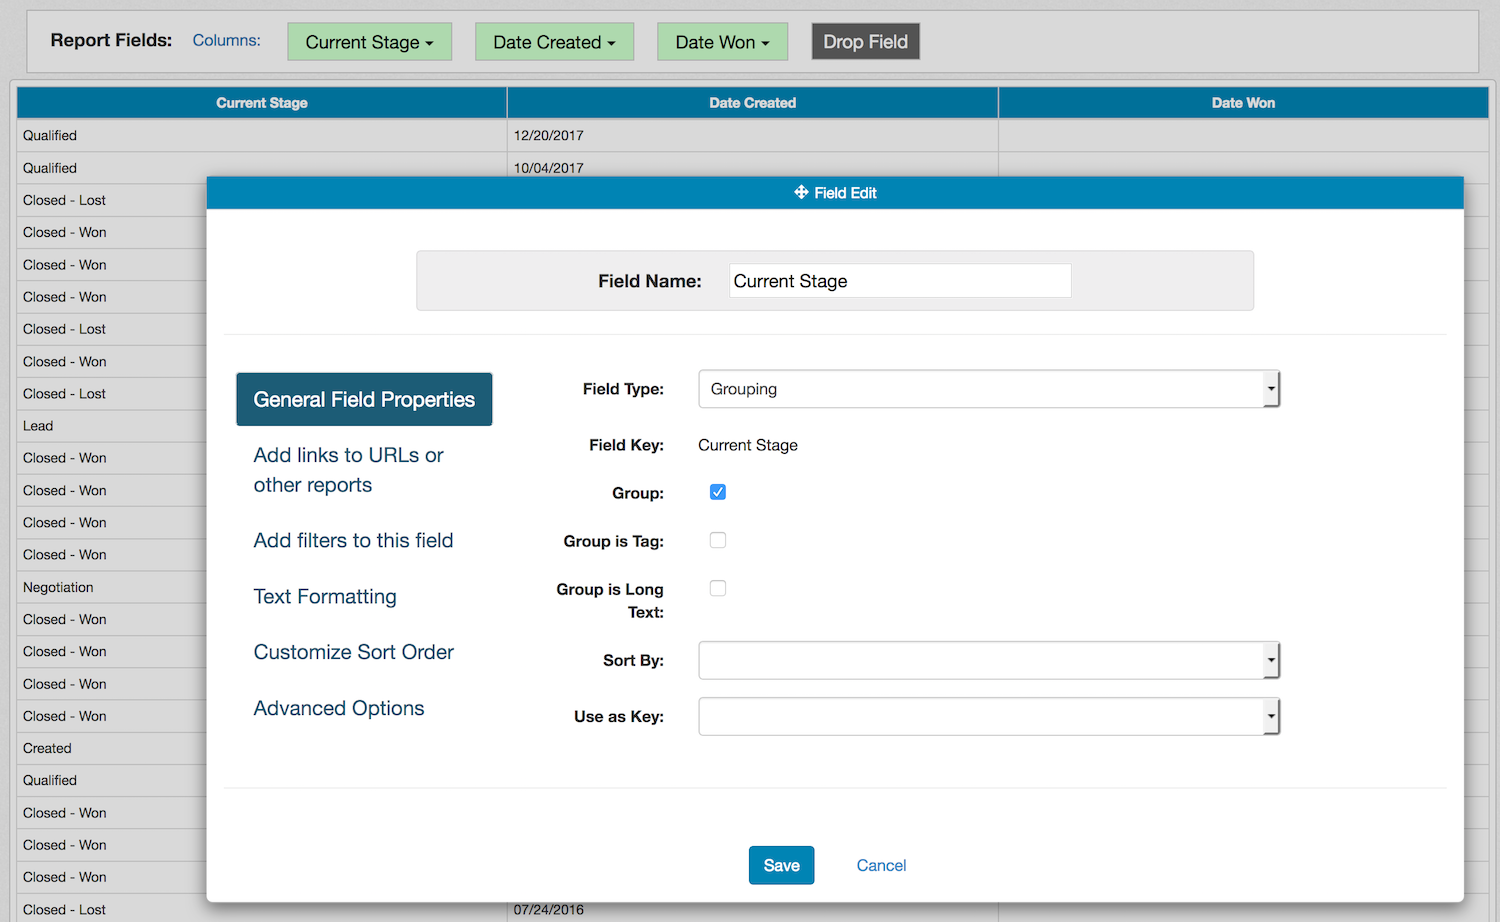 Report Fields: Columns: Current Stage Date Created Date Won Drop Field
Current Stage Date Created Date Won
Qualified 12/20/2017
Qualified 10/04/2017
Closed - Lost
Closed - Won
Closed - Won
Closed - Won
Closed - Lost
Closed - Won
Closed - Lost
Lead
Closed - Won
Closed - Won
Closed - Won
Closed - Won
Negotiation
Closed - Won
Closed - Won
Closed - Won
Closed - Won
Created
Qualified
Closed - Won
Closed - Won
Closed - Won
Closed - Lost 07/24/2016
Field Edit
Field Name: Current Stage
General Field Properties
Add links to URLs or
other reports
Add filters to this field
Text Formatting
Customize Sort Order
Advanced Options
Field Type: Grouping
Field Key: Current Stage
Group:
Group is Tag:
Group is Long
Text:
Sort By:
Use as Key:
Save Cancel